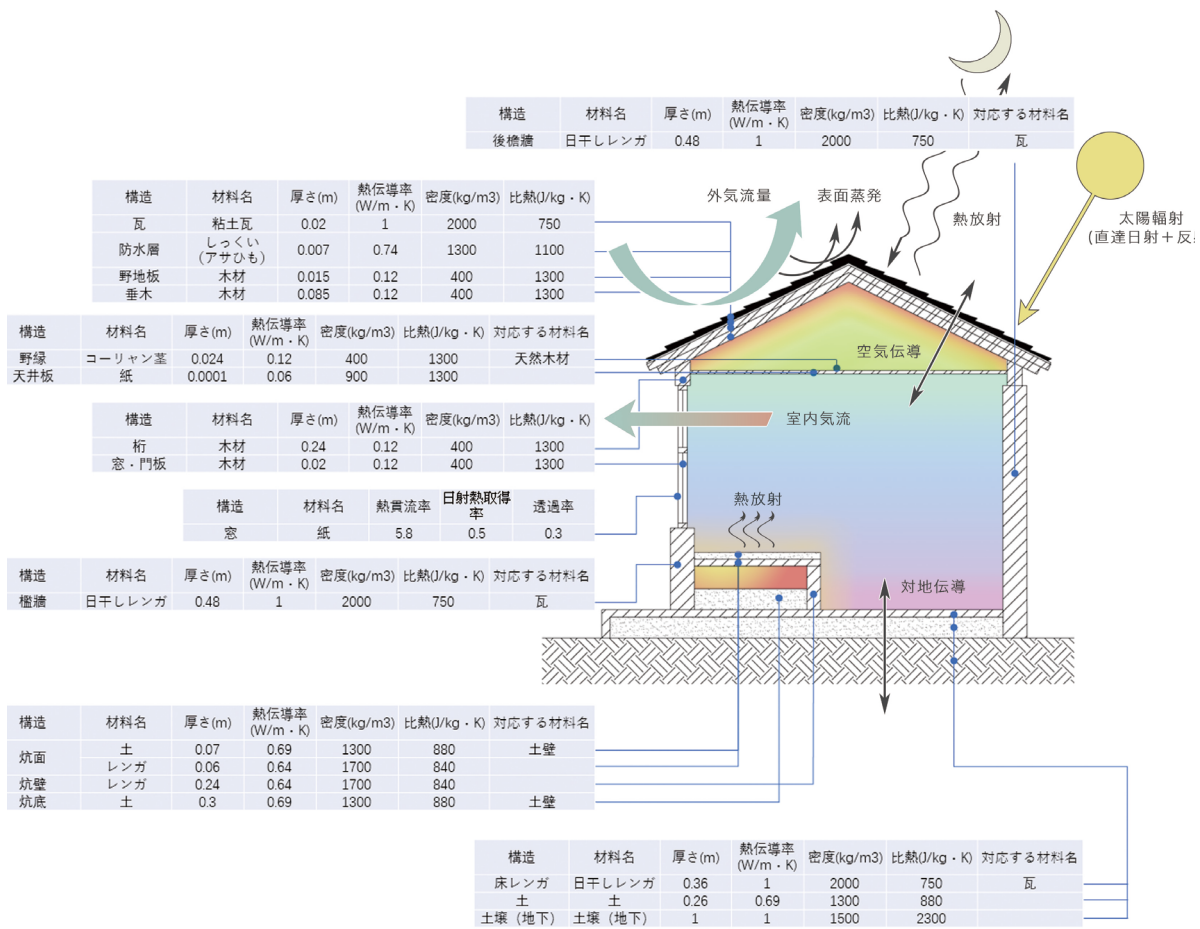 構造 材料名 厚さ(m) 熱伝導率(W/m・K) 密度(kg/m3) 比熱(J/kg・K) 対応する材料名
後檐牆 日干しレンガ 0.48 1 2000 750 瓦
構造 材料名 厚さ(m) 熱伝導率(W/m・K) 密度(kg/m3) 比熱(J/kg・K)
瓦 粘土瓦 0.02 1 2000 750
防水層 しっくい(アサひも) 0.007 0.74 1300 1100
野地板 木材 0.015 0.12 400 1300
垂木 木材 0.085 0.12 400 1300
外気流量
表面蒸発
熱放射
太陽輻射
(直達日射＋反
構造 材料名 厚さ(m) 熱伝導率(W/m・K) 密度(kg/m3) 比熱(J/kg・K) 対応する材料名
野縁 コーリャン茎 0.024 0.12 400 1300 天然木材
天井板 紙 0.0001 0.06 900 1300
空気伝導
構造 材料名 厚さ(m) 熱伝導率(W/m・K) 密度(kg/m3) 比熱(J/kg・K)
桁 木材 0.24 0.12 400 1300
窓・門板 木材 0.02 0.12 400 1300
室内気流
構造 材料名 熱貫流率 日射熱取得率 透過率
窓 紙 5.8 0.5 0.3
熱放射
構造 材料名 厚さ(m) 熱伝導率(W/m・K) 密度(kg/m3) 比熱(J/kg・K) 対応する材料名
檻牆 日干しレンガ 0.48 1 2000 750 瓦
対地伝導
構造 材料名 厚さ(m) 熱伝導率(W/m・K) 密度(kg/m3) 比熱(J/kg・K) 対応する材料名
炕面 土 0.07 0.69 1300 880 土壁
レンガ 0.06 0.64 1700 840
炕壁 レンガ 0.24 0.64 1700 840
炕底 土 0.3 0.69 1300 880 土壁
構造 材料名 厚さ(m) 熱伝導率(W/m・K) 密度(kg/m3) 比熱(J/kg・K) 対応する材料名
床レンガ 日干しレンガ 0.36 1 2000 750 瓦
土 土 0.26 0.69 1300 880
土壌（地下） 土壌（地下） 1 1 1500 2300